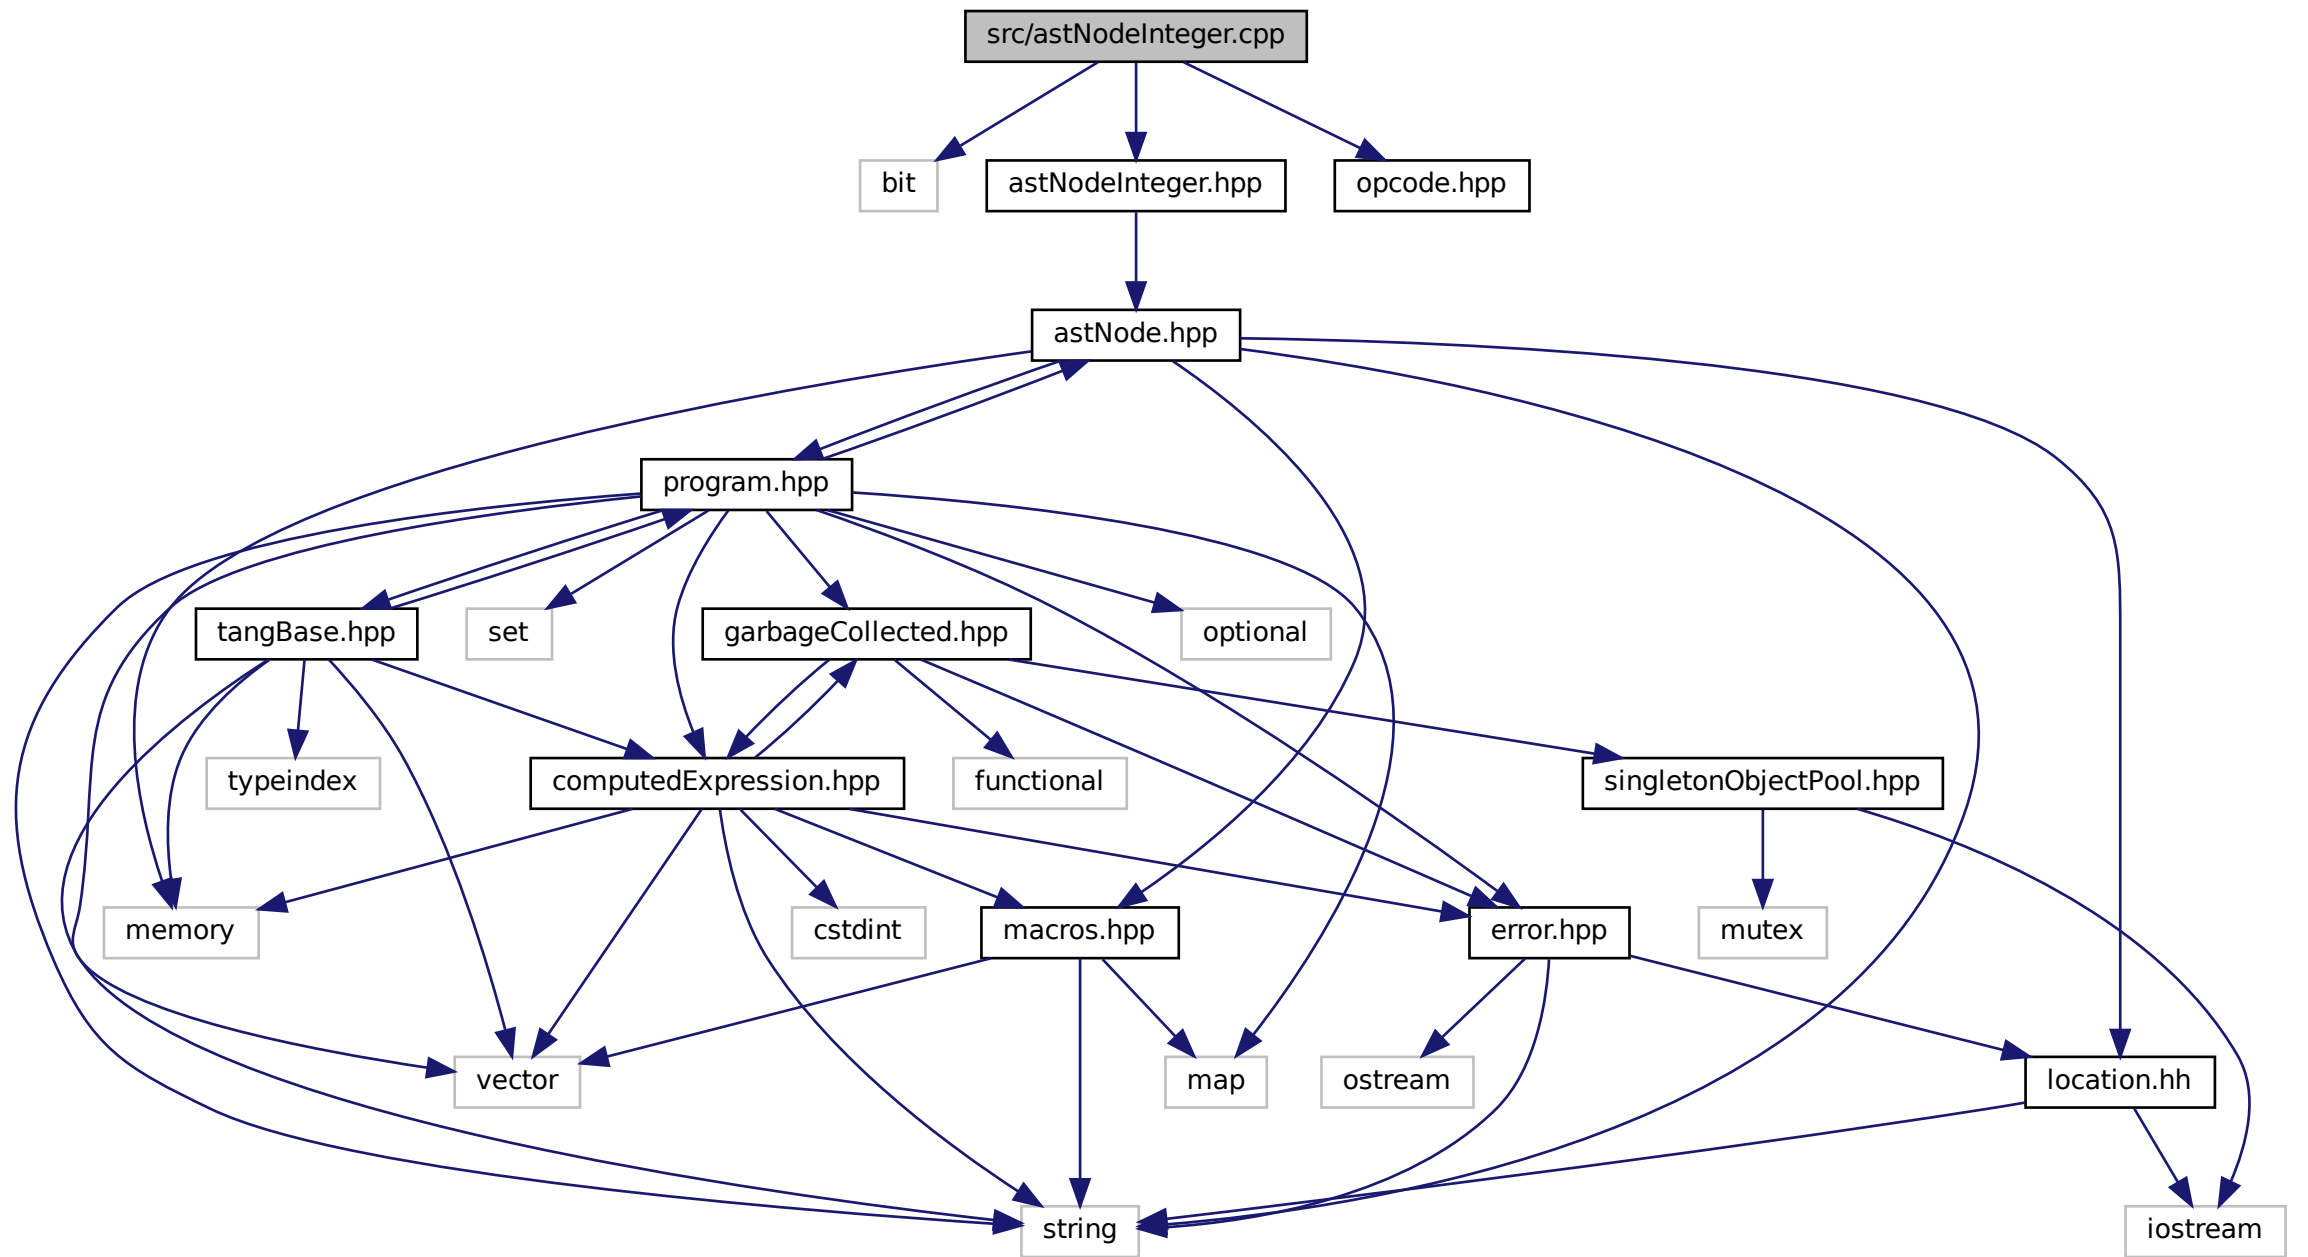 src/astNodeInteger.cpp
bit
astNodeInteger.hpp
opcode.hpp
astNode.hpp
program.hpp
tangBase.hpp
set
garbageCollected.hpp
optional
typeindex
computedExpression.hpp
functional
singletonObjectPool.hpp
memory
cstdint
macros.hpp
error.hpp
mutex
vector
map
ostream
location.hh
string
iostream